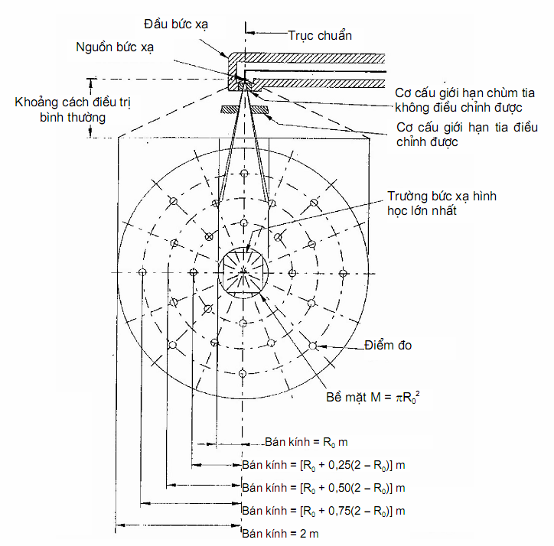 Đầu bức xạ
Trục chuẩn
Nguồn bức xạ
Cơ cấu giới hạn chùm tia
không điều chỉnh được
Khoảng cách điều trị
bình thường
Cơ cấu giới hạn tia điều
chỉnh được
Trường bức xạ hình
học lớn nhất
Điểm đo
Bề mặt M = πR₀²
Bán kính = R₀ m
Bán kính = [R₀ + 0,25(2 – R₀)] m
Bán kính = [R₀ + 0,50(2 – R₀)] m
Bán kính = [R₀ + 0,75(2 – R₀)] m
Bán kính = 2 m